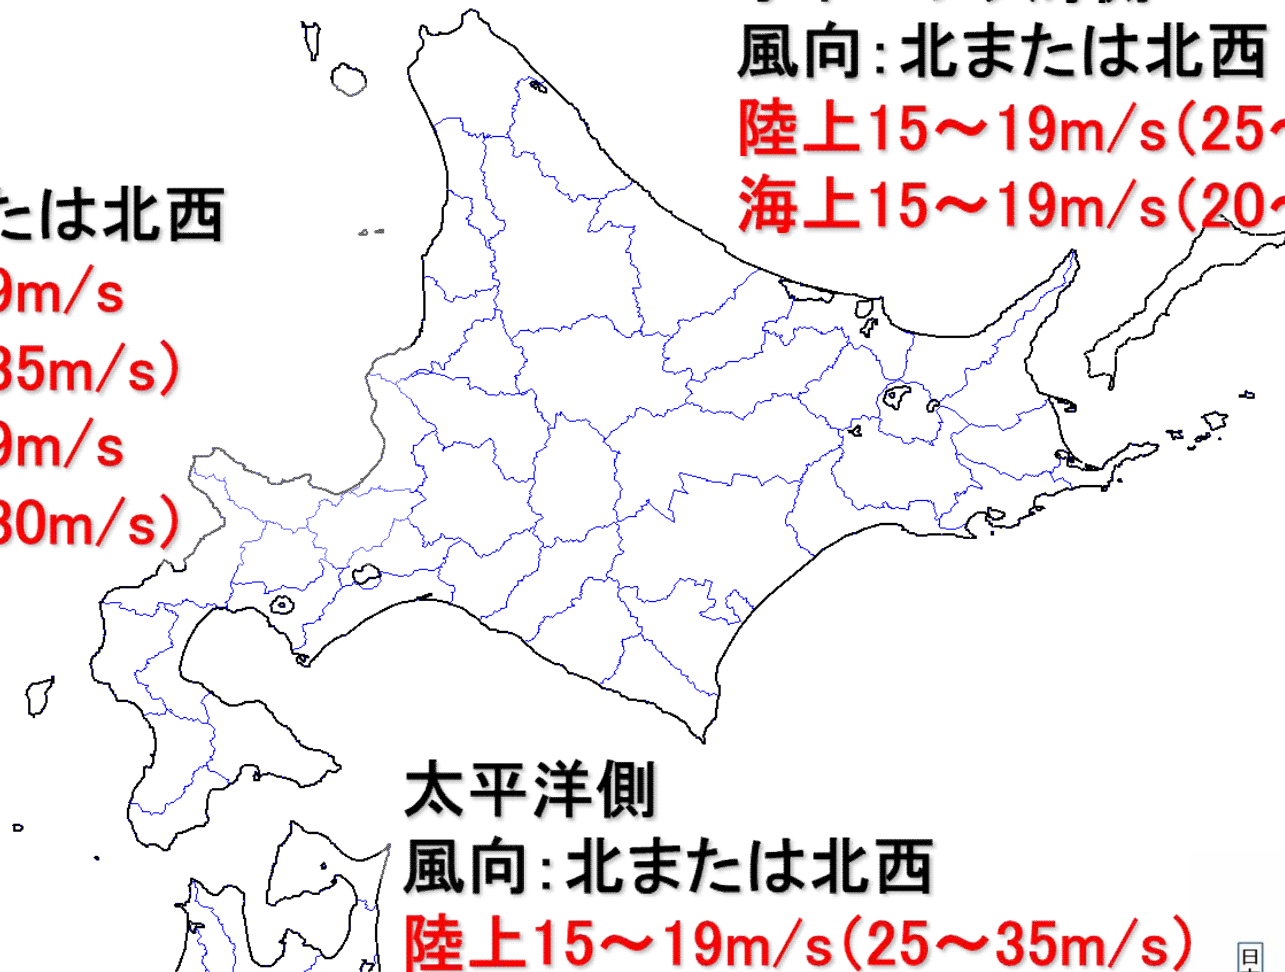 風向：北または北西
陸上15～19m/s(25～
海上15～19m/s(20～
たは北西
9m/s
35m/s)
9m/s
30m/s)
太平洋側
風向：北または北西
陸上15～19m/s(25～35m/s)
日